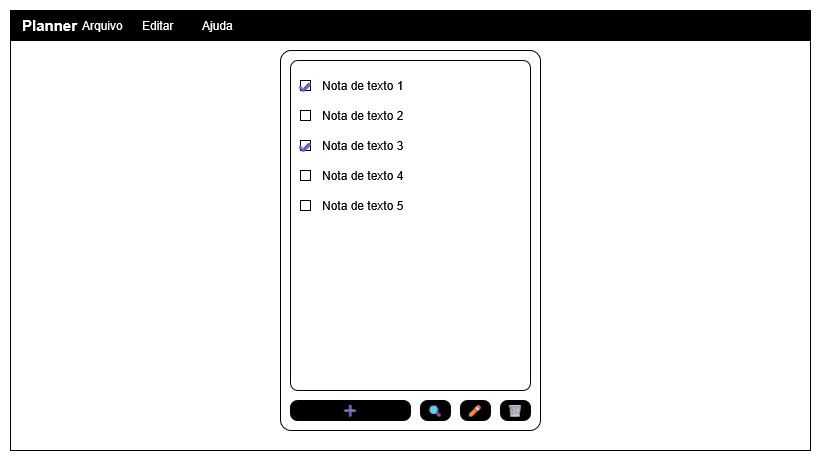 Planner Arquivo Editar Ajuda
Nota de texto 1
Nota de texto 2
Nota de texto 3
Nota de texto 4
Nota de texto 5